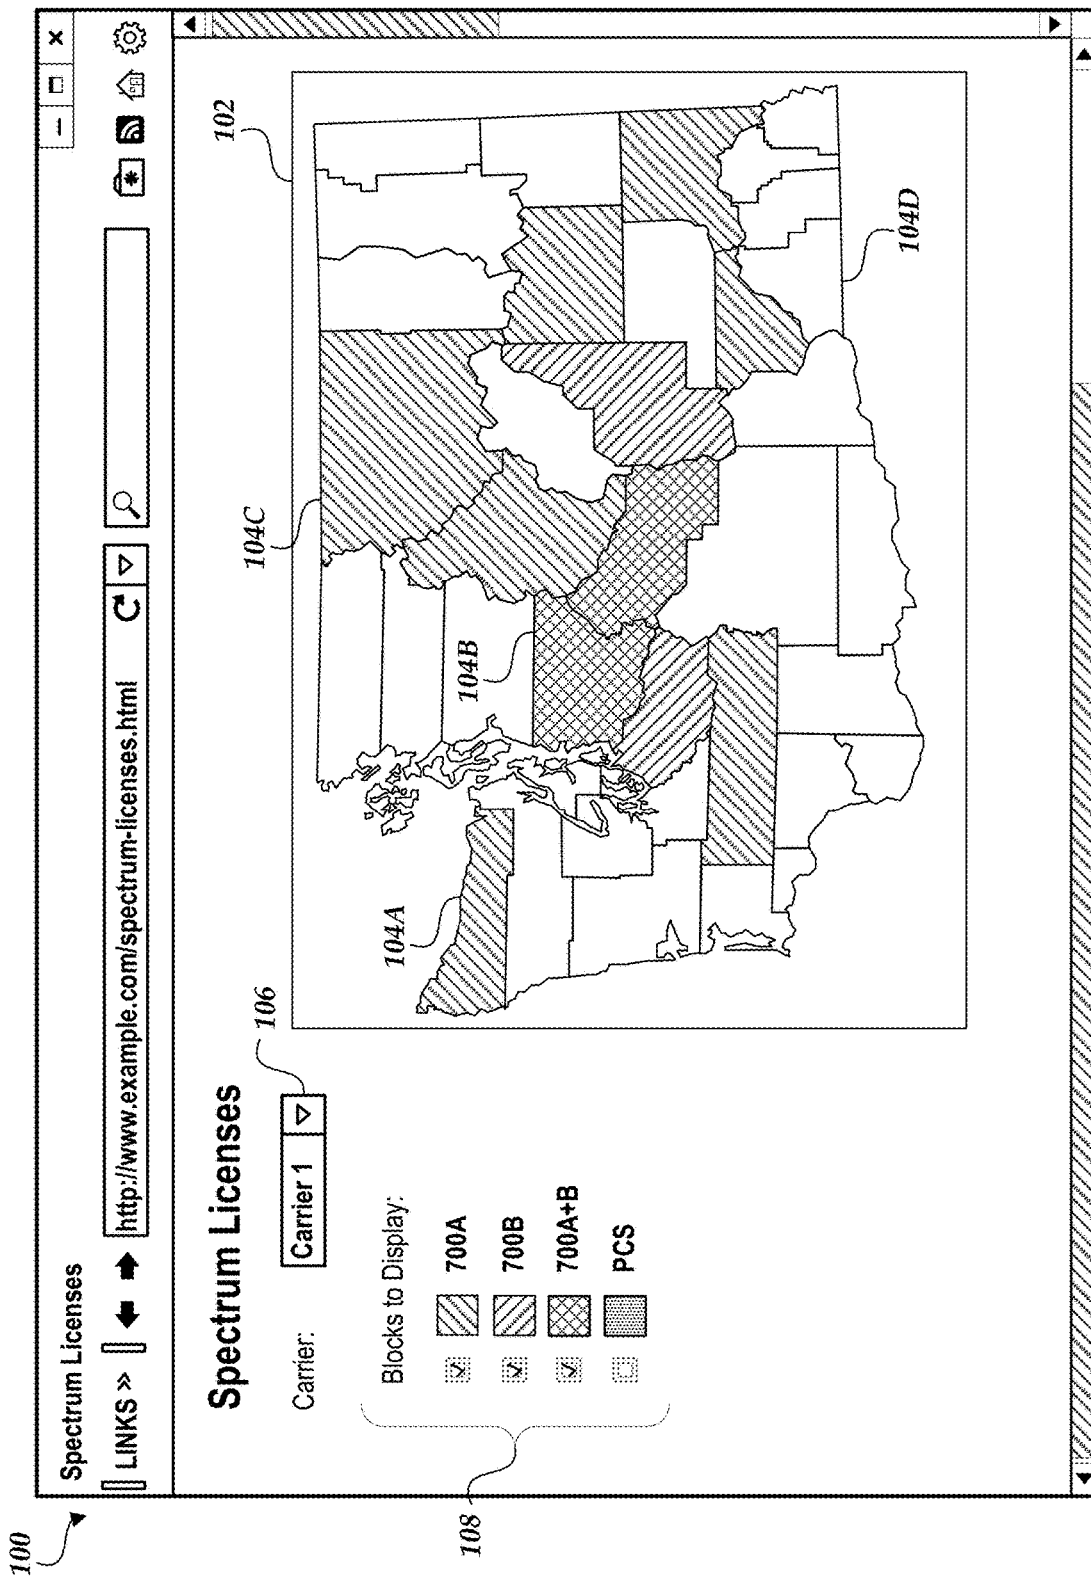 100
Spectrum Licenses
LINKS »
http://www.example.com/spectrum-licenses.html
Spectrum Licenses
Carrier:
Carrier 1
106
Blocks to Display:
700A
700B
700A+B
PCS
108
102
104A
104B
104C
104D